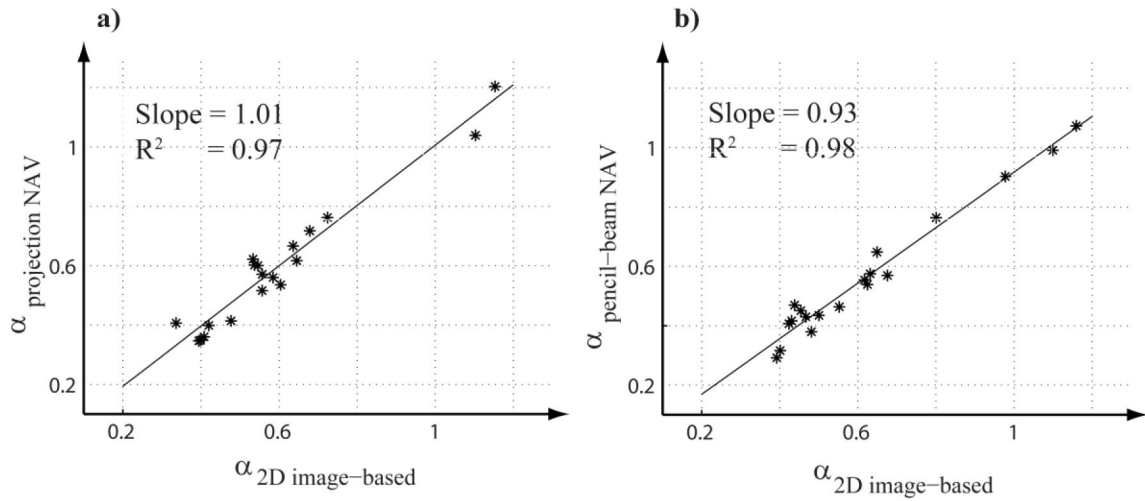 a)
Slope = 1.01
R² = 0.97
α projection NAV
1
0.6
0.2
0.2
0.6
1
α 2D image−based
b)
Slope = 0.93
R² = 0.98
α pencil−beam NAV
1
0.6
0.2
0.2
0.6
1
α 2D image−based